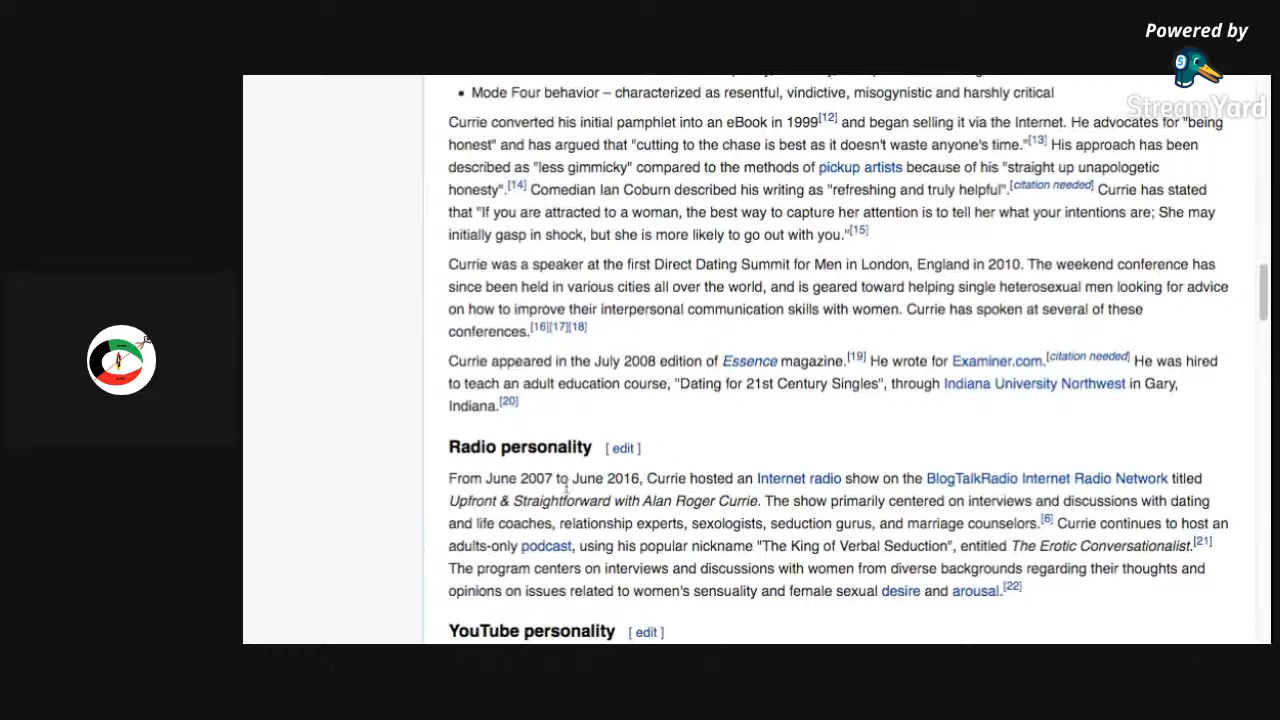 Powered by
StreamYard
• Mode Four behavior – characterized as resentful, vindictive, misogynistic and harshly critical
Currie converted his initial pamphlet into an eBook in 1999[12] and began selling it via the Internet. He advocates for "being
honest" and has argued that "cutting to the chase is best as it doesn't waste anyone's time."[13] His approach has been
described as "less gimmicky" compared to the methods of pickup artists because of his "straight up unapologetic
honesty".[14] Comedian Ian Coburn described his writing as "refreshing and truly helpful".[citation needed] Currie has stated
that "If you are attracted to a woman, the best way to capture her attention is to tell her what your intentions are; She may
initially gasp in shock, but she is more likely to go out with you."[15]
Currie was a speaker at the first Direct Dating Summit for Men in London, England in 2010. The weekend conference has
since been held in various cities all over the world, and is geared toward helping single heterosexual men looking for advice
on how to improve their interpersonal communication skills with women. Currie has spoken at several of these
conferences.[16][17][18]
Currie appeared in the July 2008 edition of Essence magazine.[19] He wrote for Examiner.com.[citation needed] He was hired
to teach an adult education course, "Dating for 21st Century Singles", through Indiana University Northwest in Gary,
Indiana.[20]
Radio personality [ edit ]
From June 2007 to June 2016, Currie hosted an Internet radio show on the BlogTalkRadio Internet Radio Network titled
Upfront & Straightforward with Alan Roger Currie. The show primarily centered on interviews and discussions with dating
and life coaches, relationship experts, sexologists, seduction gurus, and marriage counselors.[6] Currie continues to host an
adults-only podcast, using his popular nickname "The King of Verbal Seduction", entitled The Erotic Conversationalist.[21]
The program centers on interviews and discussions with women from diverse backgrounds regarding their thoughts and
opinions on issues related to women's sensuality and female sexual desire and arousal.[22]
YouTube personality [ edit ]